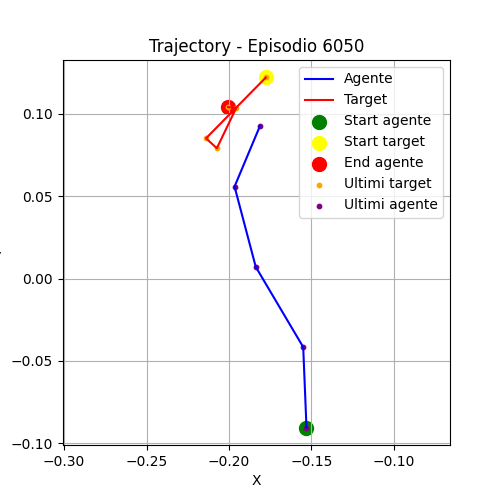 Trajectory - Episodio 6050
Agente
Target
Start agente
Start target
End agente
Ultimi target
Ultimi agente
0.10
0.05
0.00
−0.05
−0.10
−0.30
−0.25
−0.20
−0.15
−0.10
X